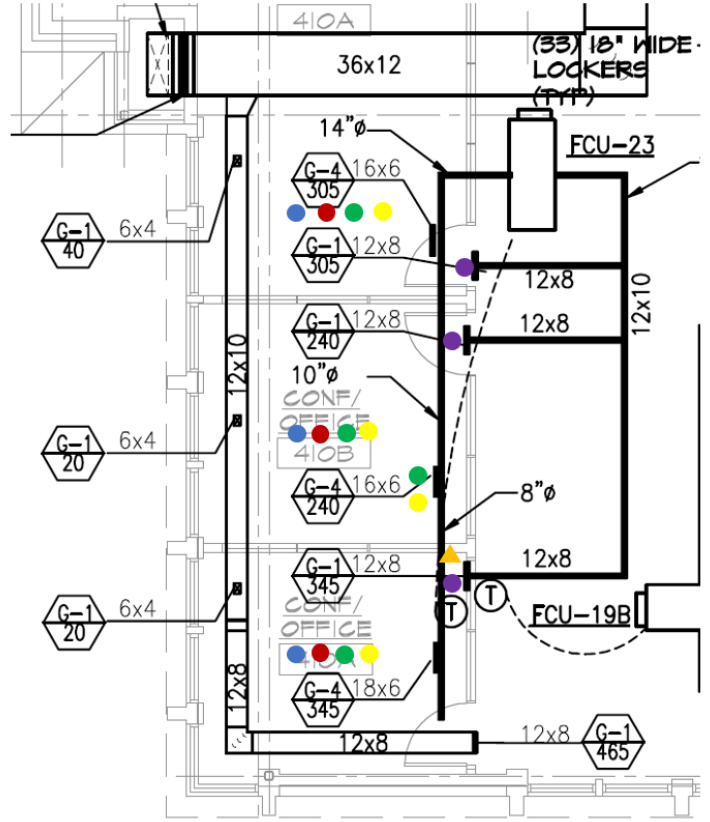 410A
36x12
(33) 18" WIDE
LOCKERS
(TYP)
14"ø
FCU-23
G-4
305
16x6
G-1
40
6x4
G-1
305
12x8
12x8
12x10
G-1
240
12x8
12x8
12x10
10"ø
CONF/
OFFICE
410B
G-1
20
6x4
G-4
240
16x6
8"ø
G-1
345
12x8
12x8
T
T
FCU-19B
G-1
20
6x4
CONF/
OFFICE
410A
12x8
G-4
345
18x6
12x8
12x8
G-1
465